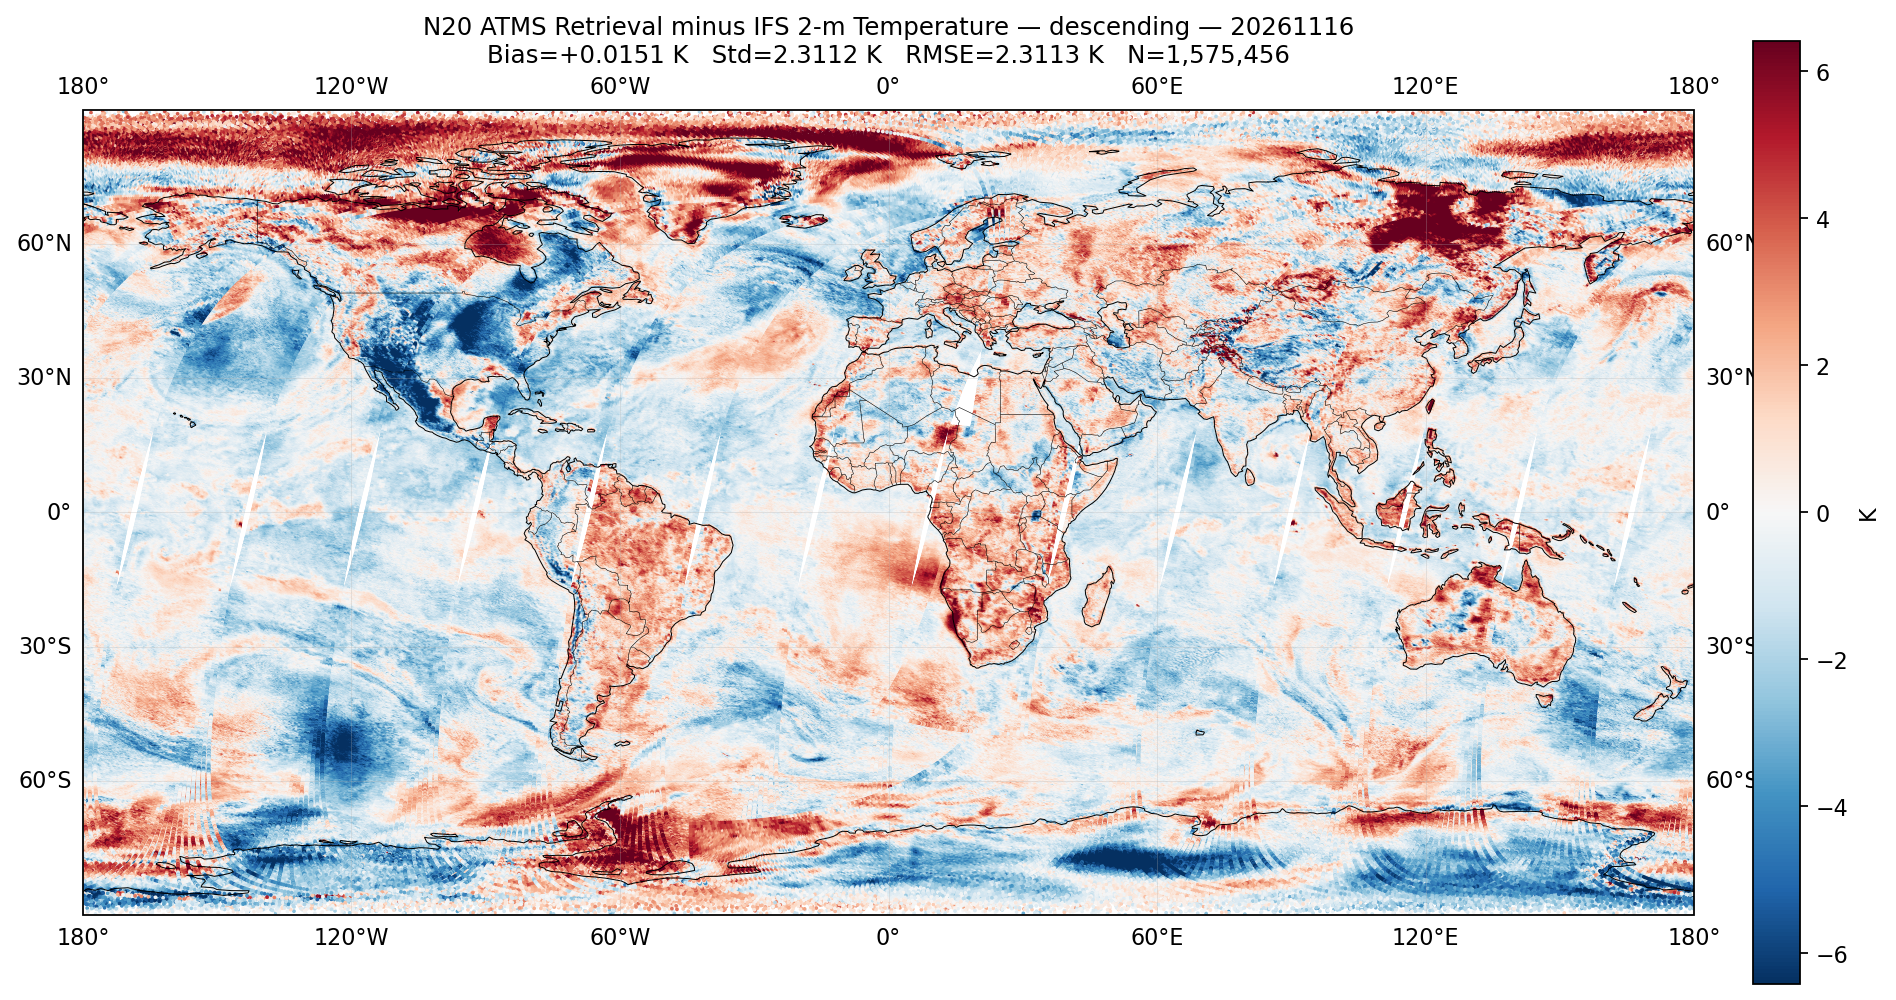 N20 ATMS Retrieval minus IFS 2-m Temperature — descending — 20261116
Bias=+0.0151 K   Std=2.3112 K   RMSE=2.3113 K   N=1,575,456
180° 120°W 60°W 0° 60°E 120°E 180°
60°N 60°N
30°N 30°N
0° 0°
30°S 30°S
60°S 60°S
180° 120°W 60°W 0° 60°E 120°E 180°
6
4
2
0
−2
−4
−6
K